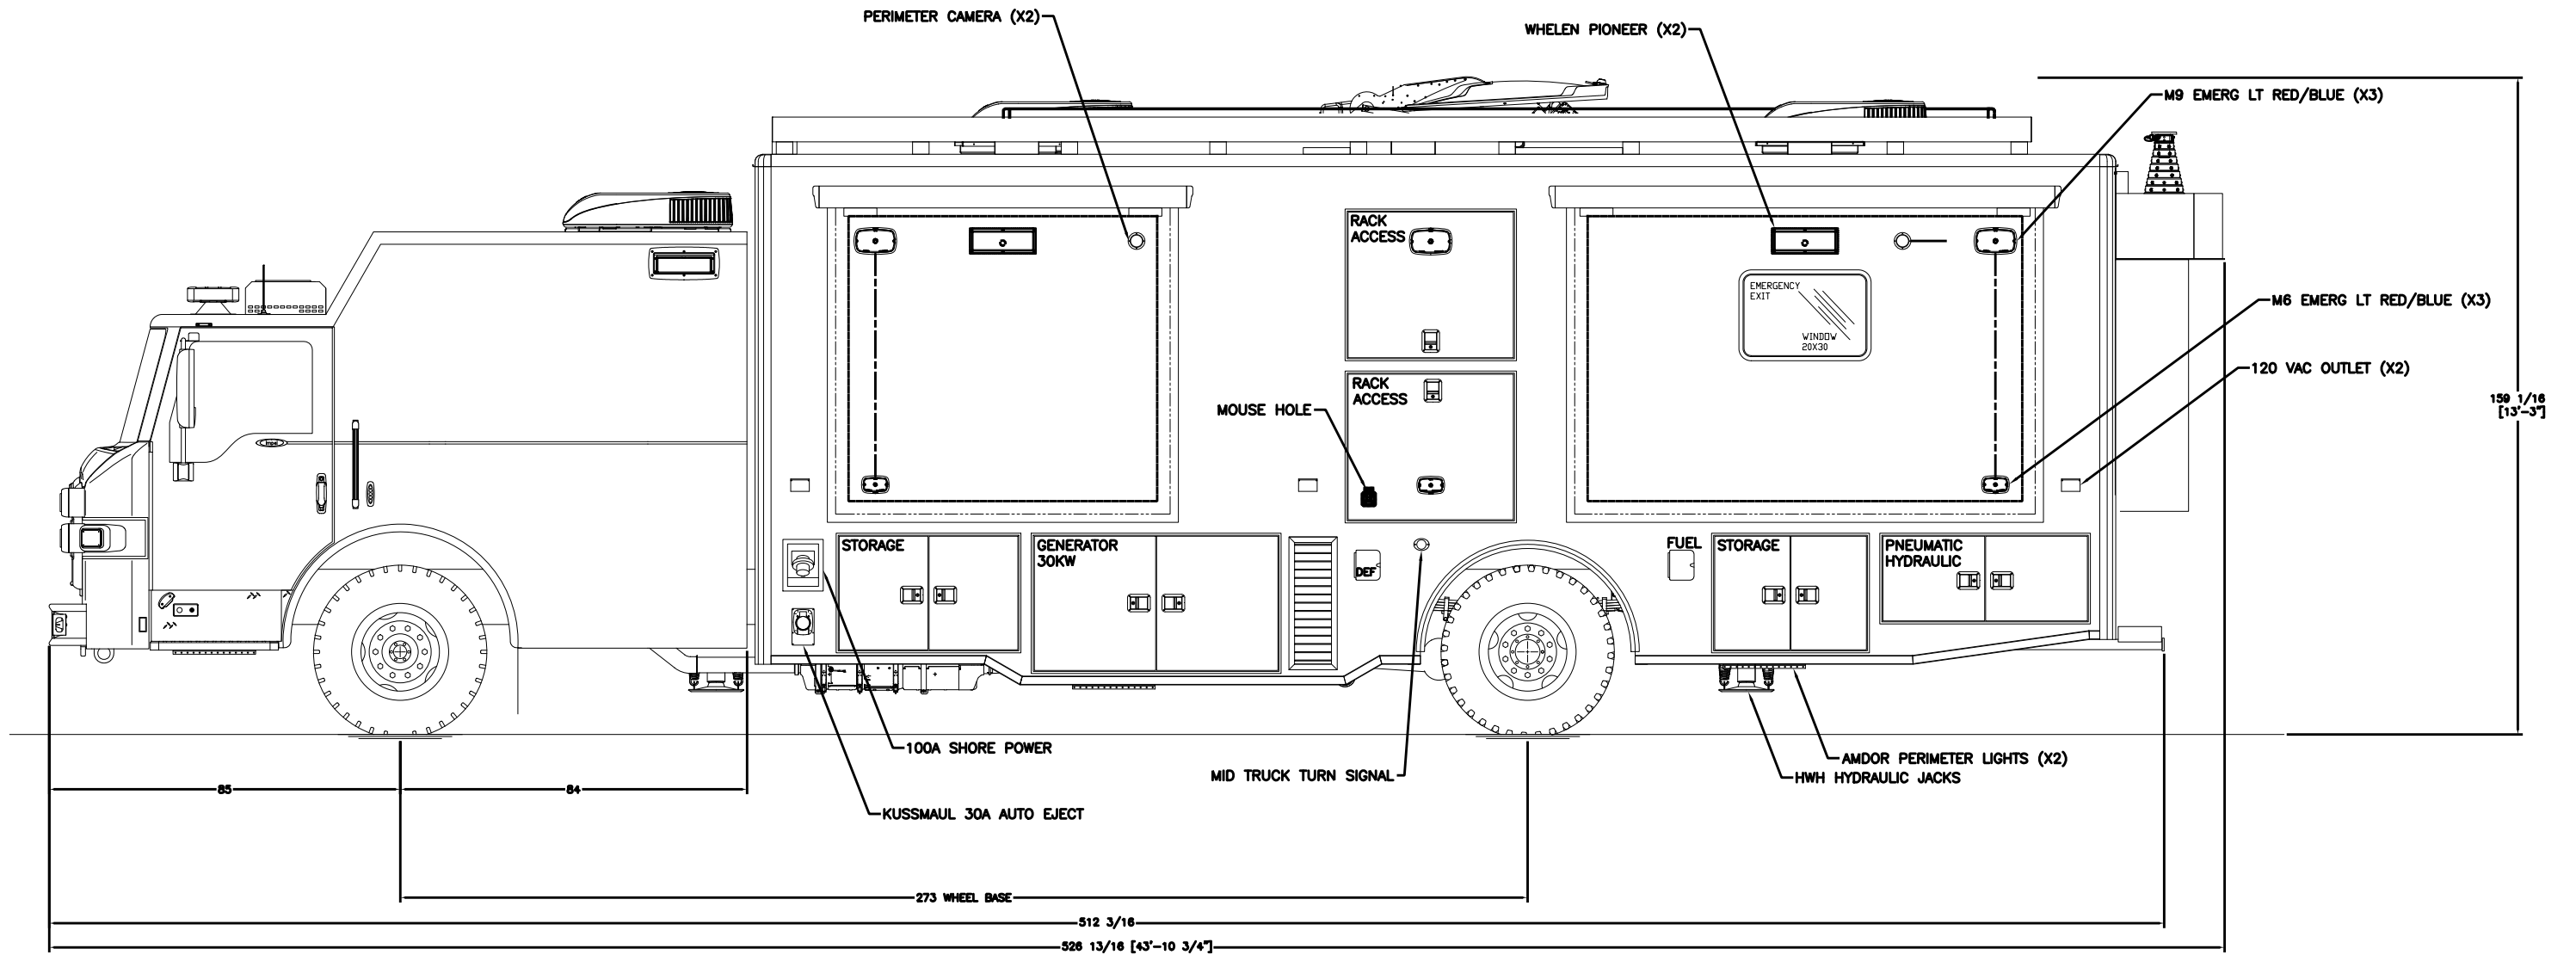 PERIMETER CAMERA (X2)
WHELEN PIONEER (X2)
M9 EMERG LT RED/BLUE (X3)
RACK
ACCESS
EMERGENCY
EXIT
WINDOW
20X30
M6 EMERG LT RED/BLUE (X3)
120 VAC OUTLET (X2)
159 1/16
[13'-3"]
RACK
ACCESS
MOUSE HOLE
STORAGE
GENERATOR
30KW
DEF
FUEL
STORAGE
PNEUMATIC
HYDRAULIC
100A SHORE POWER
MID TRUCK TURN SIGNAL
AMDOR PERIMETER LIGHTS (X2)
HWH HYDRAULIC JACKS
85
84
KUSSMAUL 30A AUTO EJECT
273 WHEEL BASE
512 3/16
526 13/16 [43'-10 3/4"]